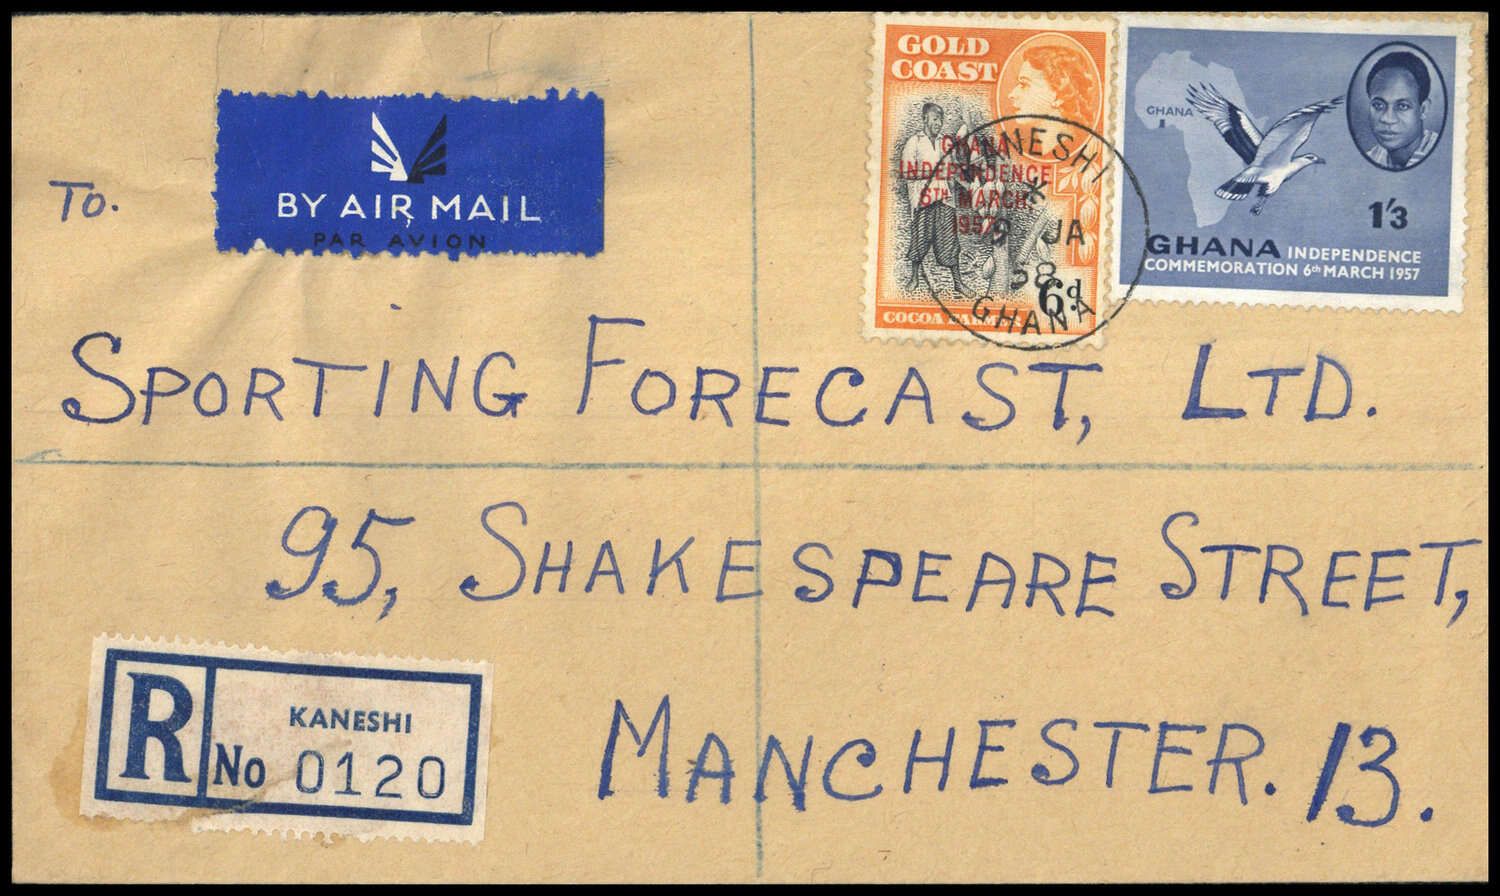 BY AIR MAIL
PAR AVION
GOLD
COAST
GHANA
INDEPENDENCE
6TH MARCH,
1957
6d.
COCOA FARMER
KANESHI
*
9 JA
58
GHANA
GHANA
1'3
GHANA INDEPENDENCE
COMMEMORATION 6th MARCH 1957
To.
SPORTING FORECAST, LTD.
95, SHAKESPEARE STREET,
MANCHESTER. 13.
R
KANESHI
No 0120